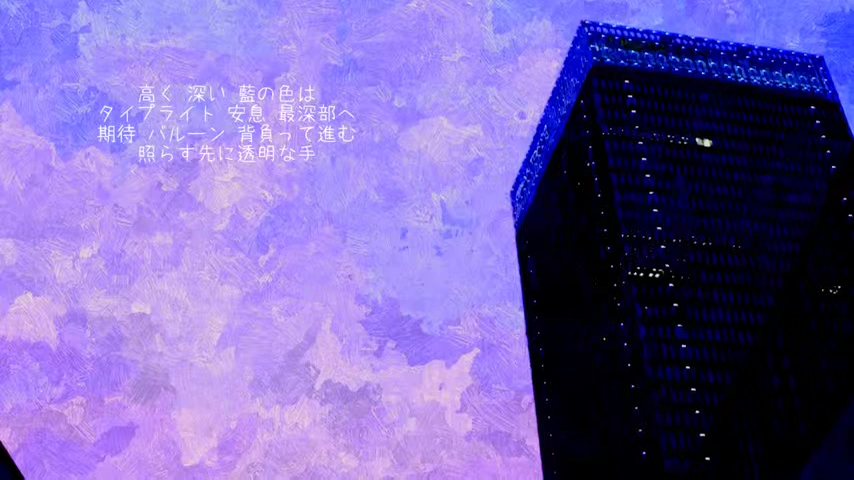 高く 深い 藍の色は
タイプライト 安息 最深部へ
期待 バルーン 背負って進む
照らす先に透明な手